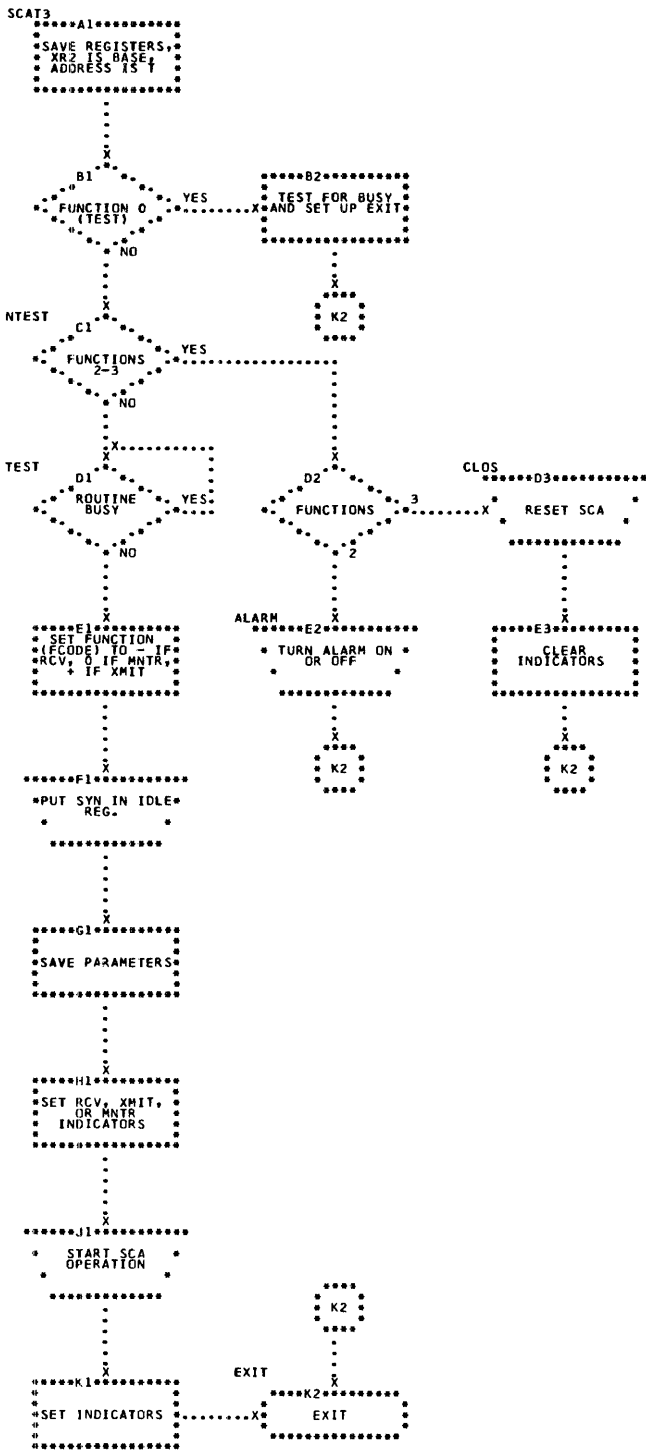 SCAT3
A1
SAVE REGISTERS,
XR2 IS BASE,
ADDRESS IS T
B1
FUNCTION 0
(TEST)
YES
NO
B2
TEST FOR BUSY
AND SET UP EXIT
K2
NTEST
C1
FUNCTIONS
2-3
YES
NO
TEST
D1
ROUTINE
BUSY
YES
NO
D2
FUNCTIONS
3
2
CLOS
D3
RESET SCA
E1
SET FUNCTION
(FCODE) TO - IF
RCV, 0 IF MNTR,
+ IF XMIT
ALARM
E2
TURN ALARM ON
OR OFF
E3
CLEAR
INDICATORS
K2
K2
F1
PUT SYN IN IDLE
REG.
G1
SAVE PARAMETERS
H1
SET RCV, XMIT,
OR MNTR
INDICATORS
J1
START SCA
OPERATION
K2
K1
SET INDICATORS
EXIT
K2
EXIT